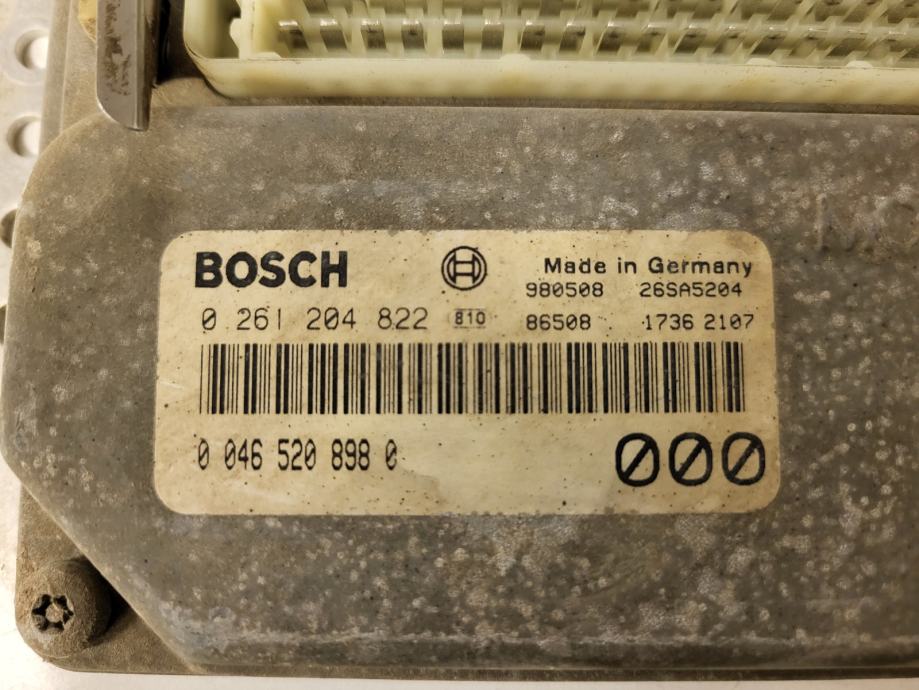 BOSCH Made in Germany
980508 26SA5204
0 261 204 822 810 86508 1736 2107
0 046 520 898 0 000